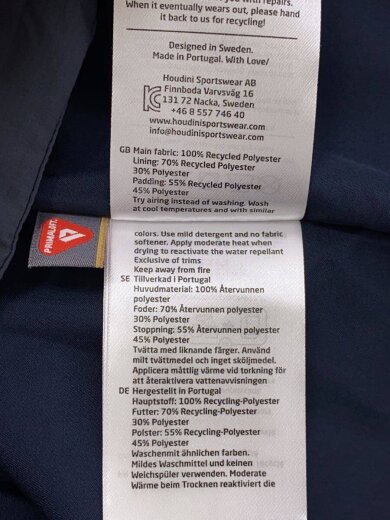 you with repairs.
When it eventually wears out, please hand
it back to us for recycling!
Designed in Sweden.
Made in Portugal. With Love/
Houdini Sportswear AB
Finnboda Varvsväg 16
131 72 Nacka, Sweden
+46 8 557 746 40
www.houdinisportswear.com
info@houdinisportswear.com
GB Main fabric: 100% Recycled Polyester
Lining: 70% Recycled Polyester
30% Polyester
Padding: 55% Recycled Polyester
45% Polyester
Try airing instead of washing. Wash
at cool temperatures and with similar
PRIMALOFT
colors. Use mild detergent and no fabric
softener. Apply moderate heat when
drying to reactivate the water repellant
Exclusive of trims
Keep away from fire
SE Tillverkad i Portugal
Huvudmaterial: 100% Återvunnen
polyester
Foder: 70% Återvunnen polyester
30% Polyester
Stoppning: 55% Återvunnen polyester
45% Polyester
Tvätta med liknande färger. Använd
milt tvättmedel och inget sköljmedel.
Applicera måttlig värme vid torkning för
att återaktivera vattenavvisningen
DE Hergestellt in Portugal
Hauptstoff: 100% Recycling-Polyester
Futter: 70% Recycling-Polyester
30% Polyester
Polster: 55% Recycling-Polyester
45% Polyester
Waschenmit ähnlichen farben.
Mildes Waschmittel und keinen
Weichspüler verwenden. Moderate
Wärme beim Trocknen reaktiviert die